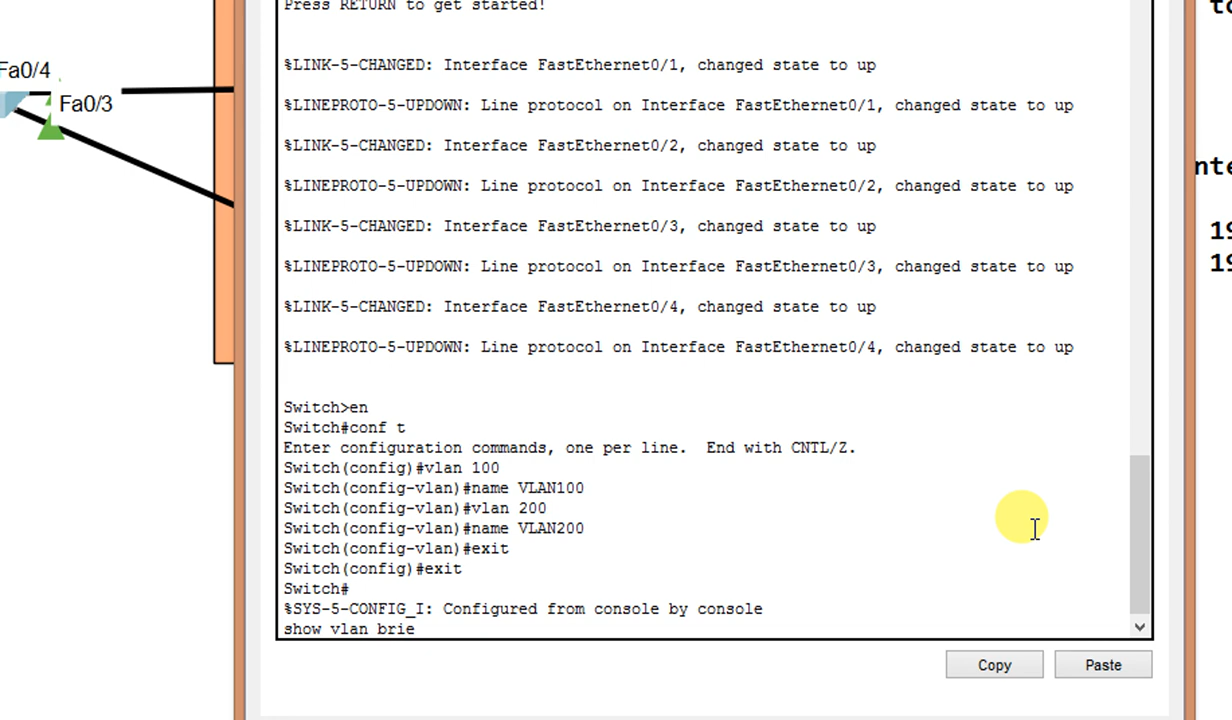 Press RETURN to get started!
Fa0/4
Fa0/3
%LINK-5-CHANGED: Interface FastEthernet0/1, changed state to up
%LINEPROTO-5-UPDOWN: Line protocol on Interface FastEthernet0/1, changed state to up
%LINK-5-CHANGED: Interface FastEthernet0/2, changed state to up
%LINEPROTO-5-UPDOWN: Line protocol on Interface FastEthernet0/2, changed state to up
%LINK-5-CHANGED: Interface FastEthernet0/3, changed state to up
%LINEPROTO-5-UPDOWN: Line protocol on Interface FastEthernet0/3, changed state to up
%LINK-5-CHANGED: Interface FastEthernet0/4, changed state to up
%LINEPROTO-5-UPDOWN: Line protocol on Interface FastEthernet0/4, changed state to up
Switch>en
Switch#conf t
Enter configuration commands, one per line.  End with CNTL/Z.
Switch(config)#vlan 100
Switch(config-vlan)#name VLAN100
Switch(config-vlan)#vlan 200
Switch(config-vlan)#name VLAN200
Switch(config-vlan)#exit
Switch(config)#exit
Switch#
%SYS-5-CONFIG_I: Configured from console by console
show vlan brie
Copy
Paste